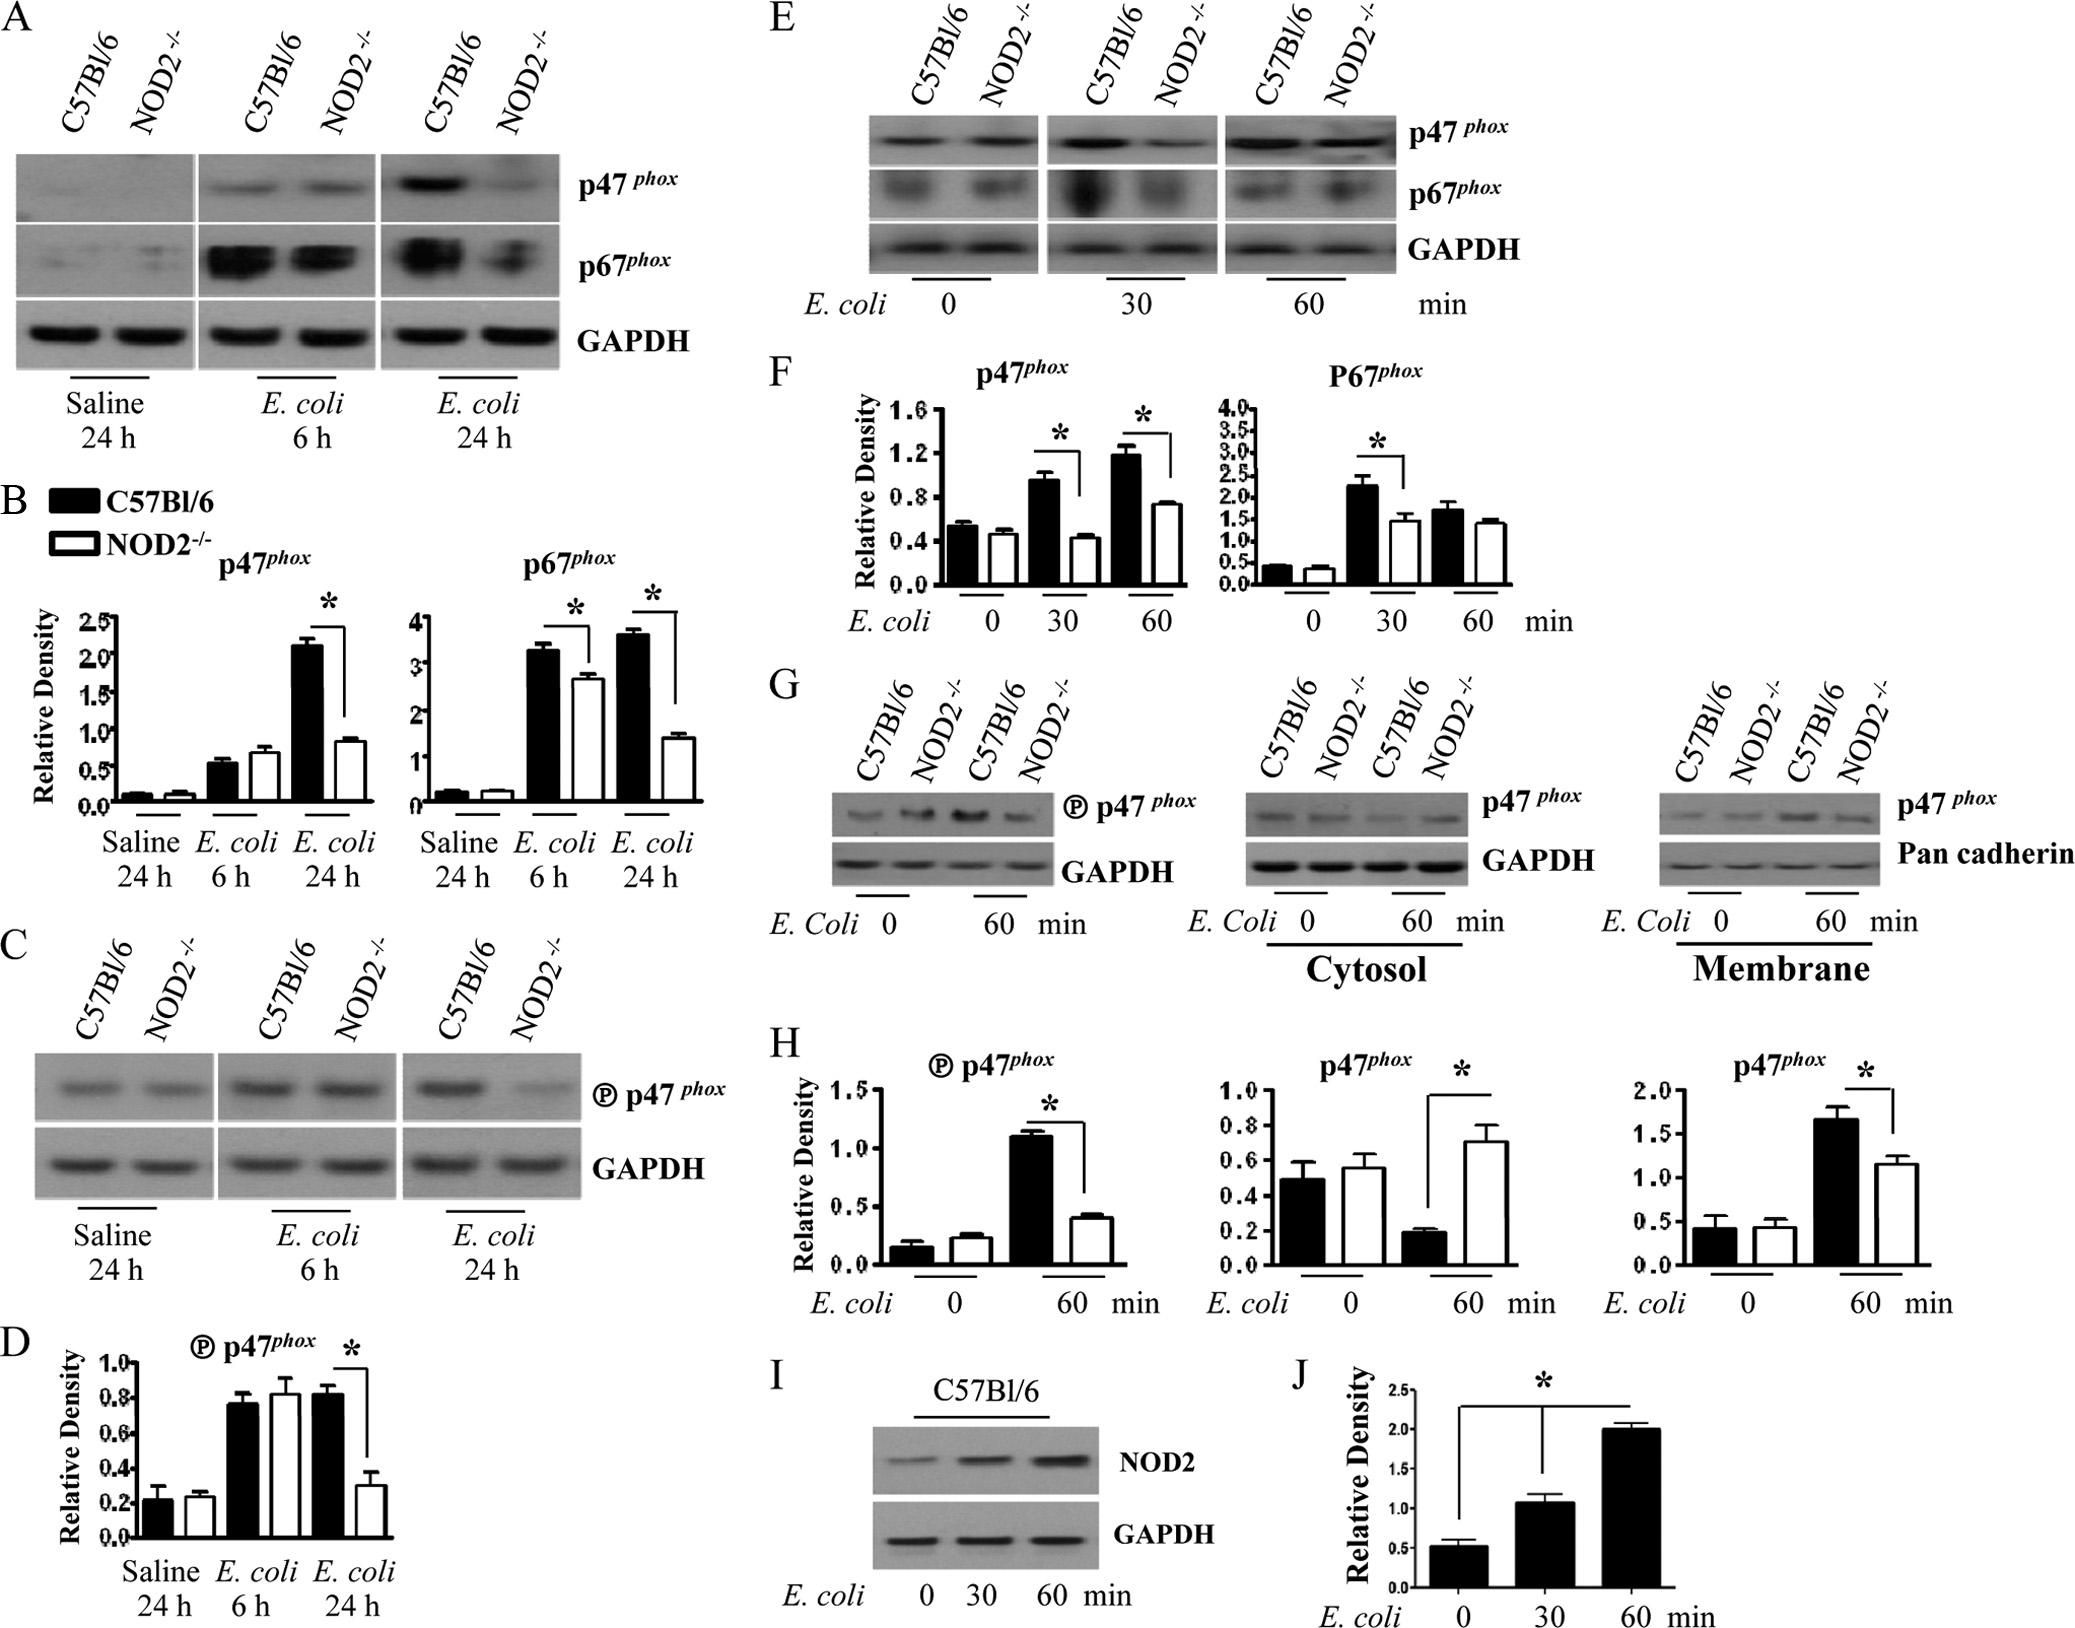 A
C57Bl/6 NOD2-/- C57Bl/6 NOD2-/- C57Bl/6 NOD2-/-
p47 phox
p67phox
GAPDH
Saline E. coli E. coli
24 h 6 h 24 h
B
C57Bl/6
NOD2-/-
p47phox
Relative Density
2.5
2.0
1.5
1.0
0.5
0.0
Saline E. coli E. coli
24 h 6 h 24 h
p67phox
4
3
2
1
0
Saline E. coli E. coli
24 h 6 h 24 h
* * *
C
C57Bl/6 NOD2-/- C57Bl/6 NOD2-/- C57Bl/6 NOD2-/-
Ⓟ p47 phox
GAPDH
Saline E. coli E. coli
24 h 6 h 24 h
D
Ⓟ p47phox *
Relative Density
1.0
0.8
0.6
0.4
0.2
0.0
Saline E. coli E. coli
24 h 6 h 24 h
E
C57Bl/6 NOD2-/- C57Bl/6 NOD2-/- C57Bl/6 NOD2-/-
p47 phox
p67phox
GAPDH
E. coli 0 30 60 min
F
p47phox
Relative Density
1.6
1.2
0.8
0.4
0.0
* *
E. coli 0 30 60
P67phox
4.0
3.5
3.0
2.5
2.0
1.5
1.0
0.5
0.0
*
0 30 60 min
G
C57Bl/6 NOD2-/- C57Bl/6 NOD2-/-
Ⓟ p47 phox
GAPDH
E. Coli 0 60 min
C57Bl/6 NOD2-/- C57Bl/6 NOD2-/-
p47 phox
GAPDH
E. Coli 0 60 min
Cytosol
C57Bl/6 NOD2-/- C57Bl/6 NOD2-/-
p47 phox
Pan cadherin
E. Coli 0 60 min
Membrane
H
Ⓟ p47phox
*
Relative Density
1.5
1.0
0.5
0.0
E. coli 0 60 min
p47phox *
1.0
0.8
0.6
0.4
0.2
0.0
E. coli 0 60 min
p47phox *
2.0
1.5
1.0
0.5
0.0
E. coli 0 60 min
I
C57Bl/6
NOD2
GAPDH
E. coli 0 30 60 min
J
*
Relative Density
2.5
2.0
1.5
1.0
0.5
0.0
E. coli 0 30 60 min